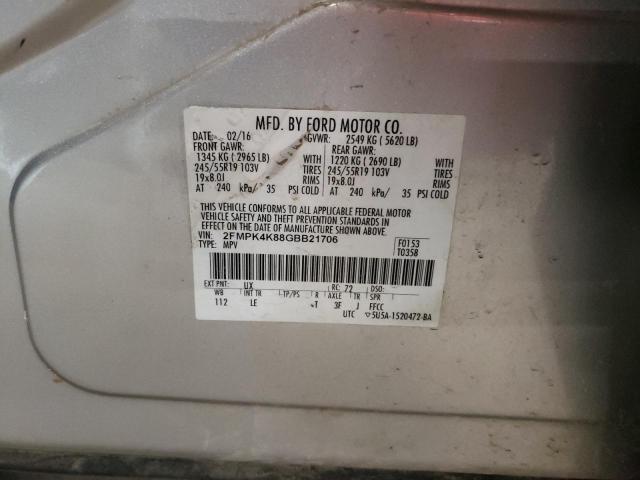 MFD. BY FORD MOTOR CO.
DATE: 02/16 GVWR: 2549 KG ( 5620 LB)
FRONT GAWR: REAR GAWR:
1345 KG ( 2965 LB) WITH 1220 KG ( 2690 LB) WITH
245/55R19 103V TIRES 245/55R19 103V TIRES
19x8.0J RIMS 19x8.0J RIMS
AT 240 kPa/ 35 PSI COLD AT 240 kPa/ 35 PSI COLD
THIS VEHICLE CONFORMS TO ALL APPLICABLE FEDERAL MOTOR
VEHICLE SAFETY AND THEFT PREVENTION STANDARDS IN
EFFECT ON THE DATE OF MANUFACTURE SHOWN ABOVE.
VIN: 2FMPK4K88GBB21706 F0153
TYPE: MPV T0358
EXT PNT: UX RC: 72 DSO:
WB INT TR TP/PS R AXLE TR SPR
112 LE T 3F J FFCC
UTC ▽5U5A-1520472-BA